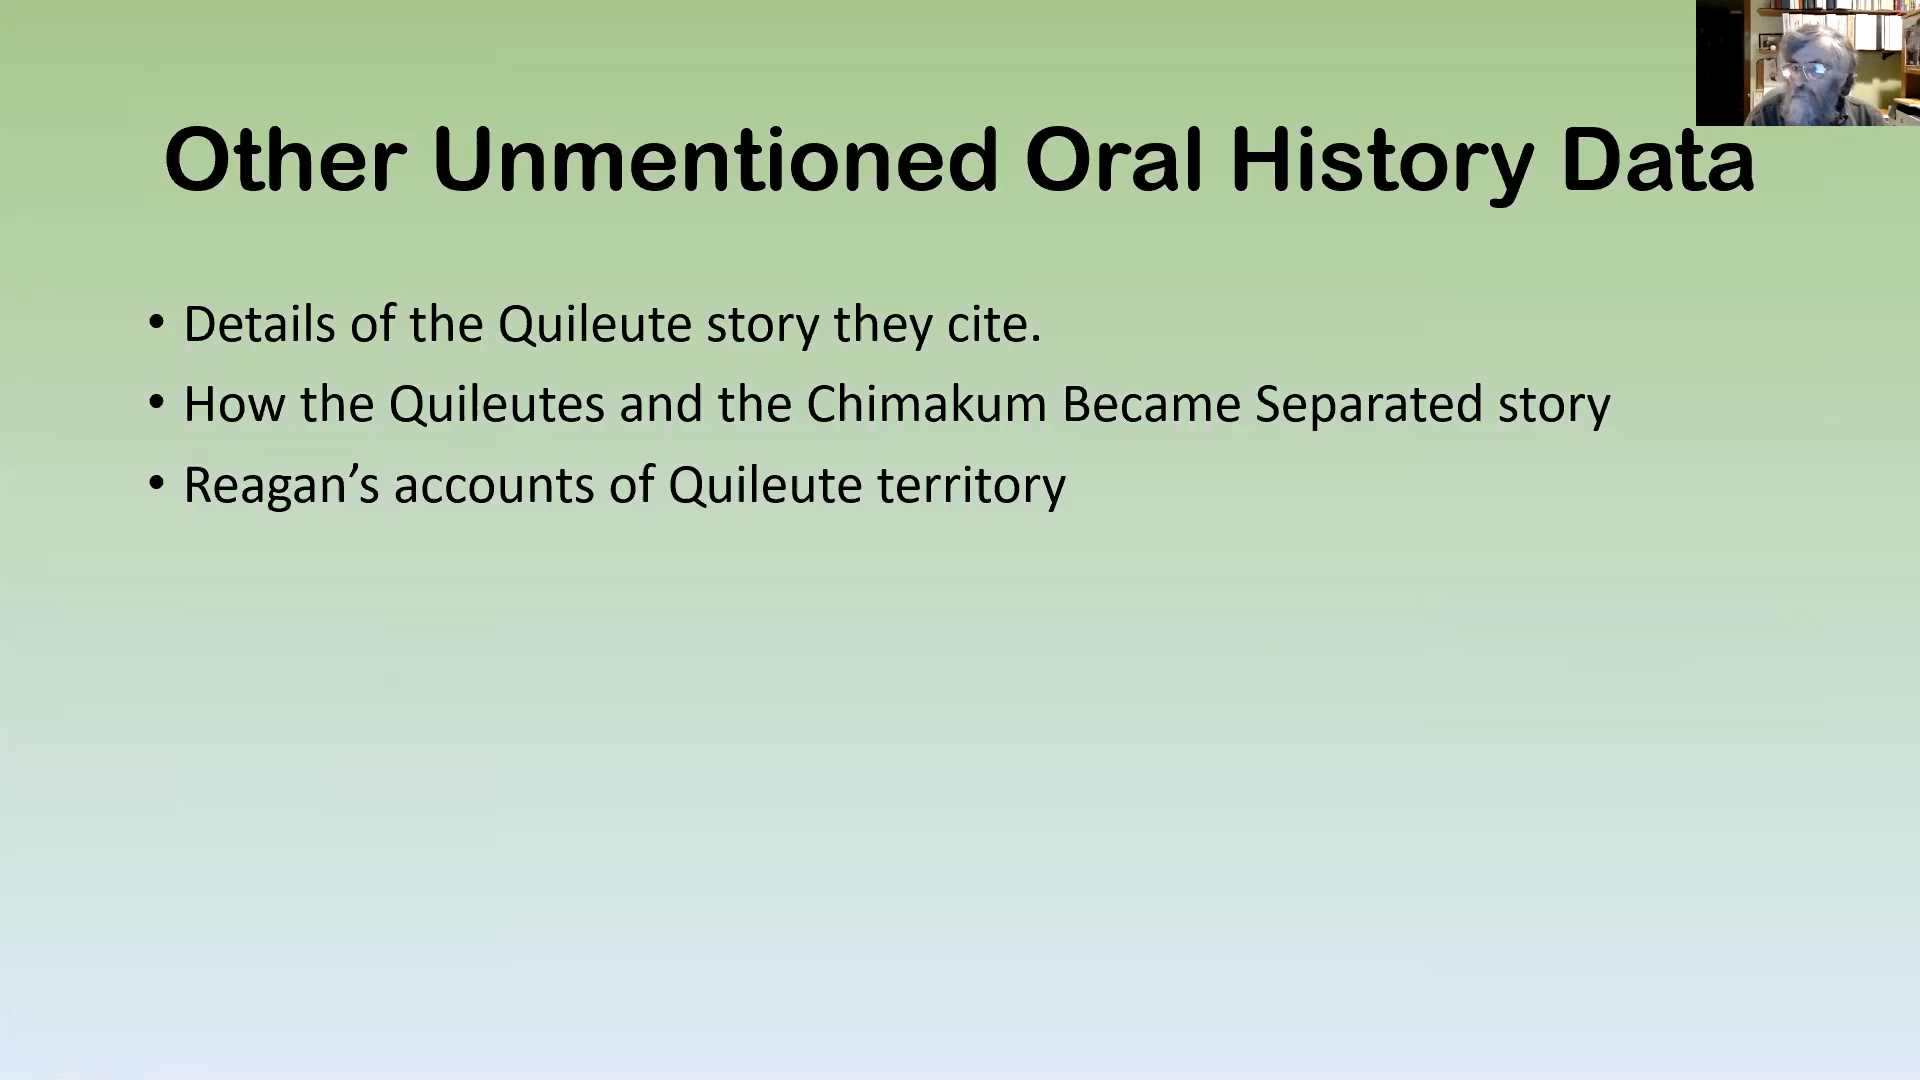 Other Unmentioned Oral History Data
• Details of the Quileute story they cite.
• How the Quileutes and the Chimakum Became Separated story
• Reagan’s accounts of Quileute territory